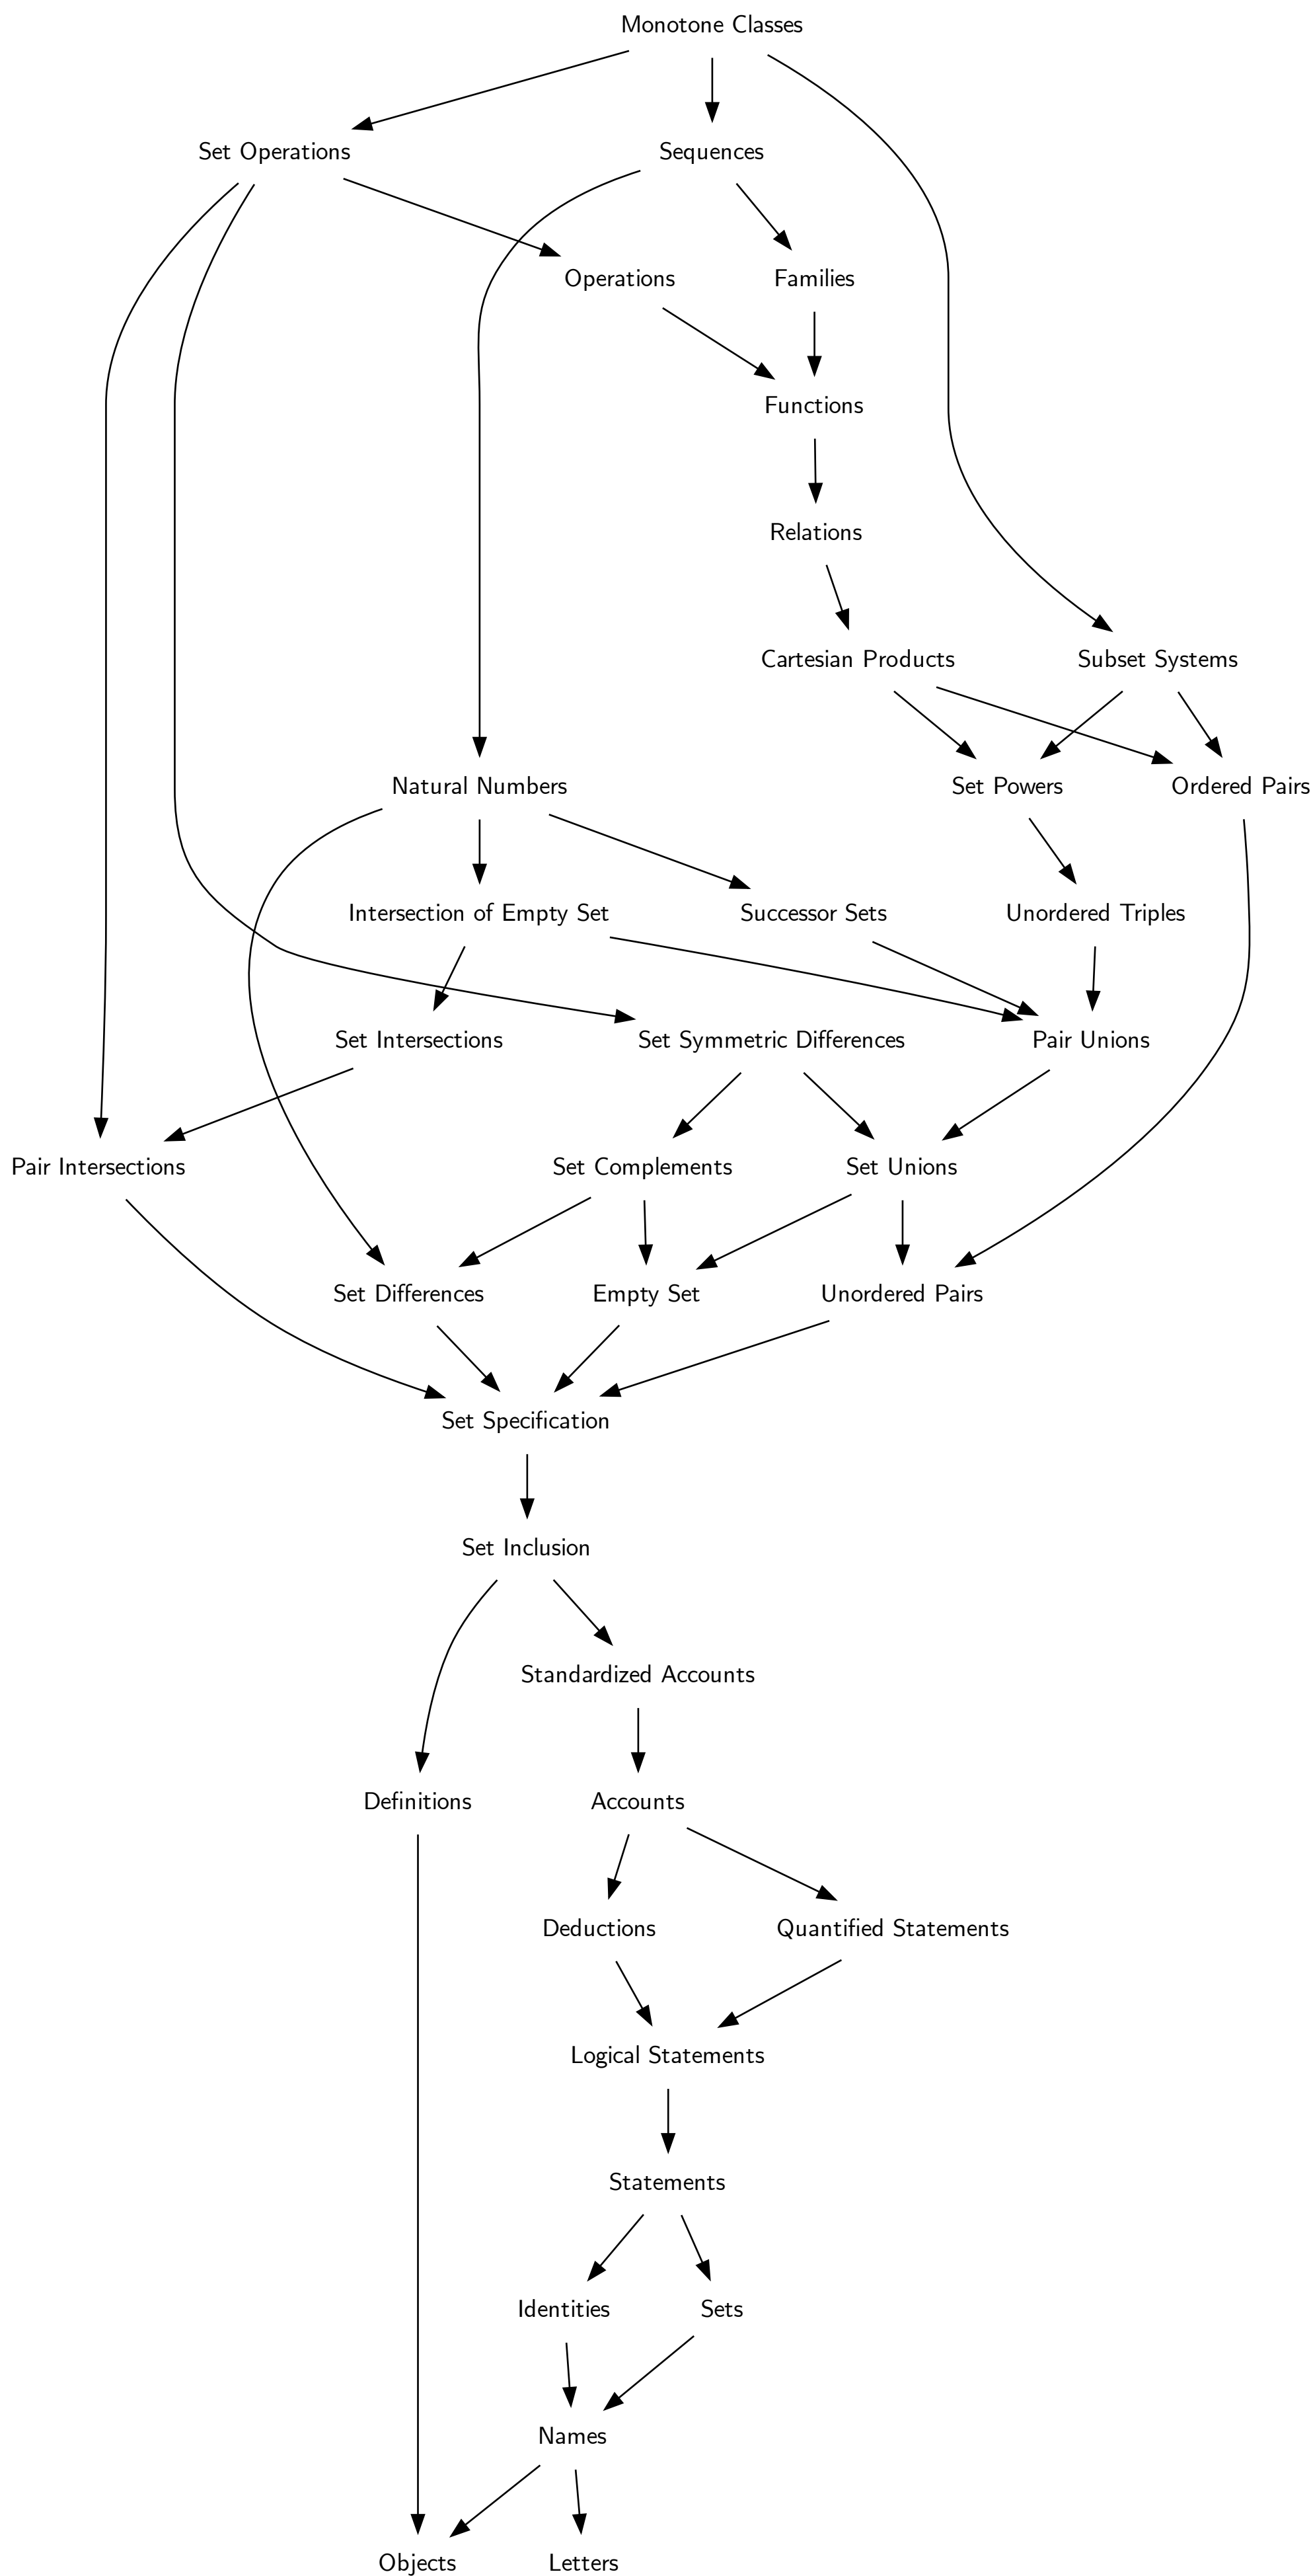 Monotone Classes
Set Operations
Sequences
Operations
Families
Functions
Relations
Cartesian Products
Subset Systems
Natural Numbers
Set Powers
Ordered Pairs
Intersection of Empty Set
Successor Sets
Unordered Triples
Set Intersections
Set Symmetric Differences
Pair Unions
Pair Intersections
Set Complements
Set Unions
Set Differences
Empty Set
Unordered Pairs
Set Specification
Set Inclusion
Standardized Accounts
Definitions
Accounts
Deductions
Quantified Statements
Logical Statements
Statements
Identities
Sets
Names
Objects
Letters